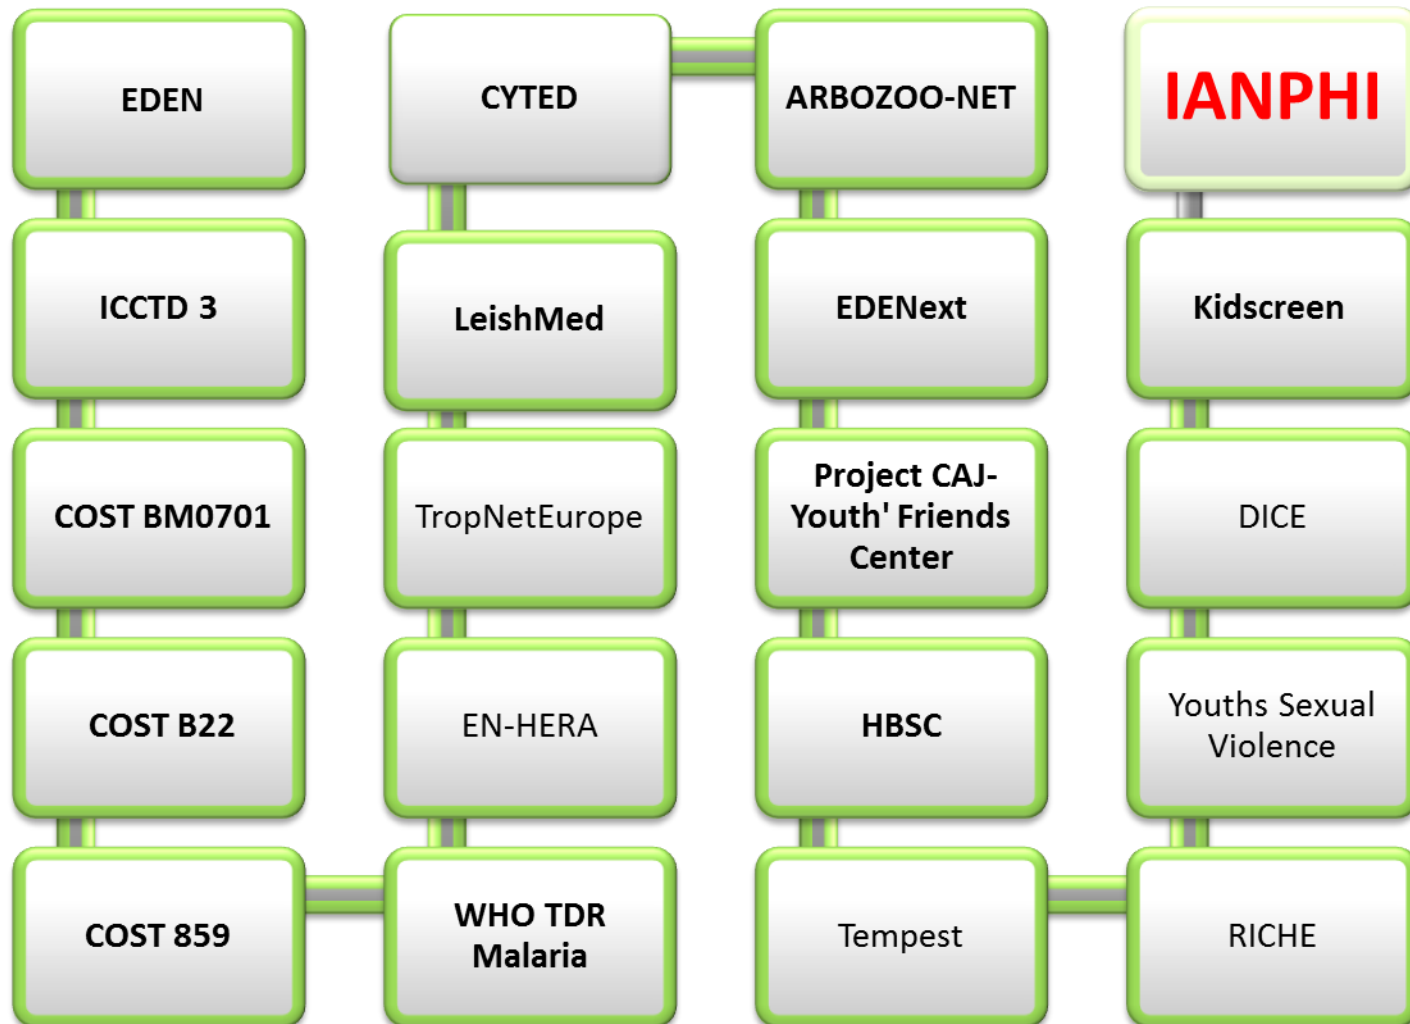 EDEN
ICCTD 3
COST BM0701
COST B22
COST 859
WHO TDR
Malaria
EN-HERA
TropNetEurope
LeishMed
CYTED
ARBOZOO-NET
EDENext
Project CAJ-
Youth' Friends
Center
HBSC
Tempest
RICHE
Youths Sexual
Violence
DICE
Kidscreen
IANPHI